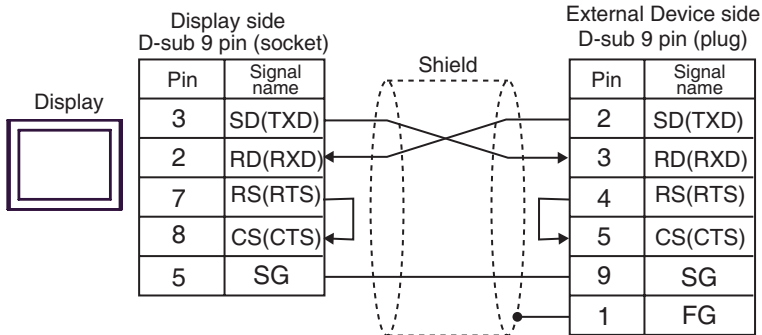 Display side
D-sub 9 pin (socket)
External Device side
D-sub 9 pin (plug)
Display
Shield
Pin Signal name
3 SD(TXD)
2 RD(RXD)
7 RS(RTS)
8 CS(CTS)
5 SG
Pin Signal name
2 SD(TXD)
3 RD(RXD)
4 RS(RTS)
5 CS(CTS)
9 SG
1 FG